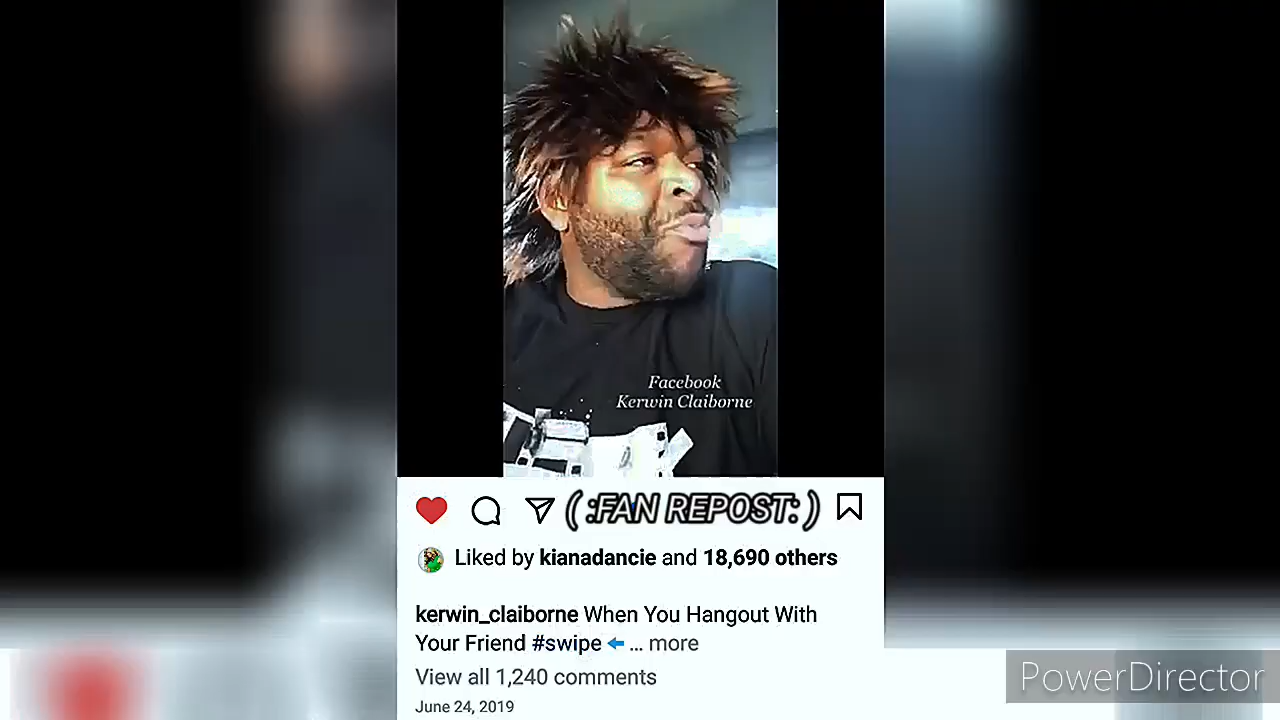 Facebook
Kerwin Claiborne
( :FAN REPOST: )
Liked by kianadancie and 18,690 others
kerwin_claiborne When You Hangout With
Your Friend #swipe ... more
View all 1,240 comments
June 24, 2019
PowerDirector